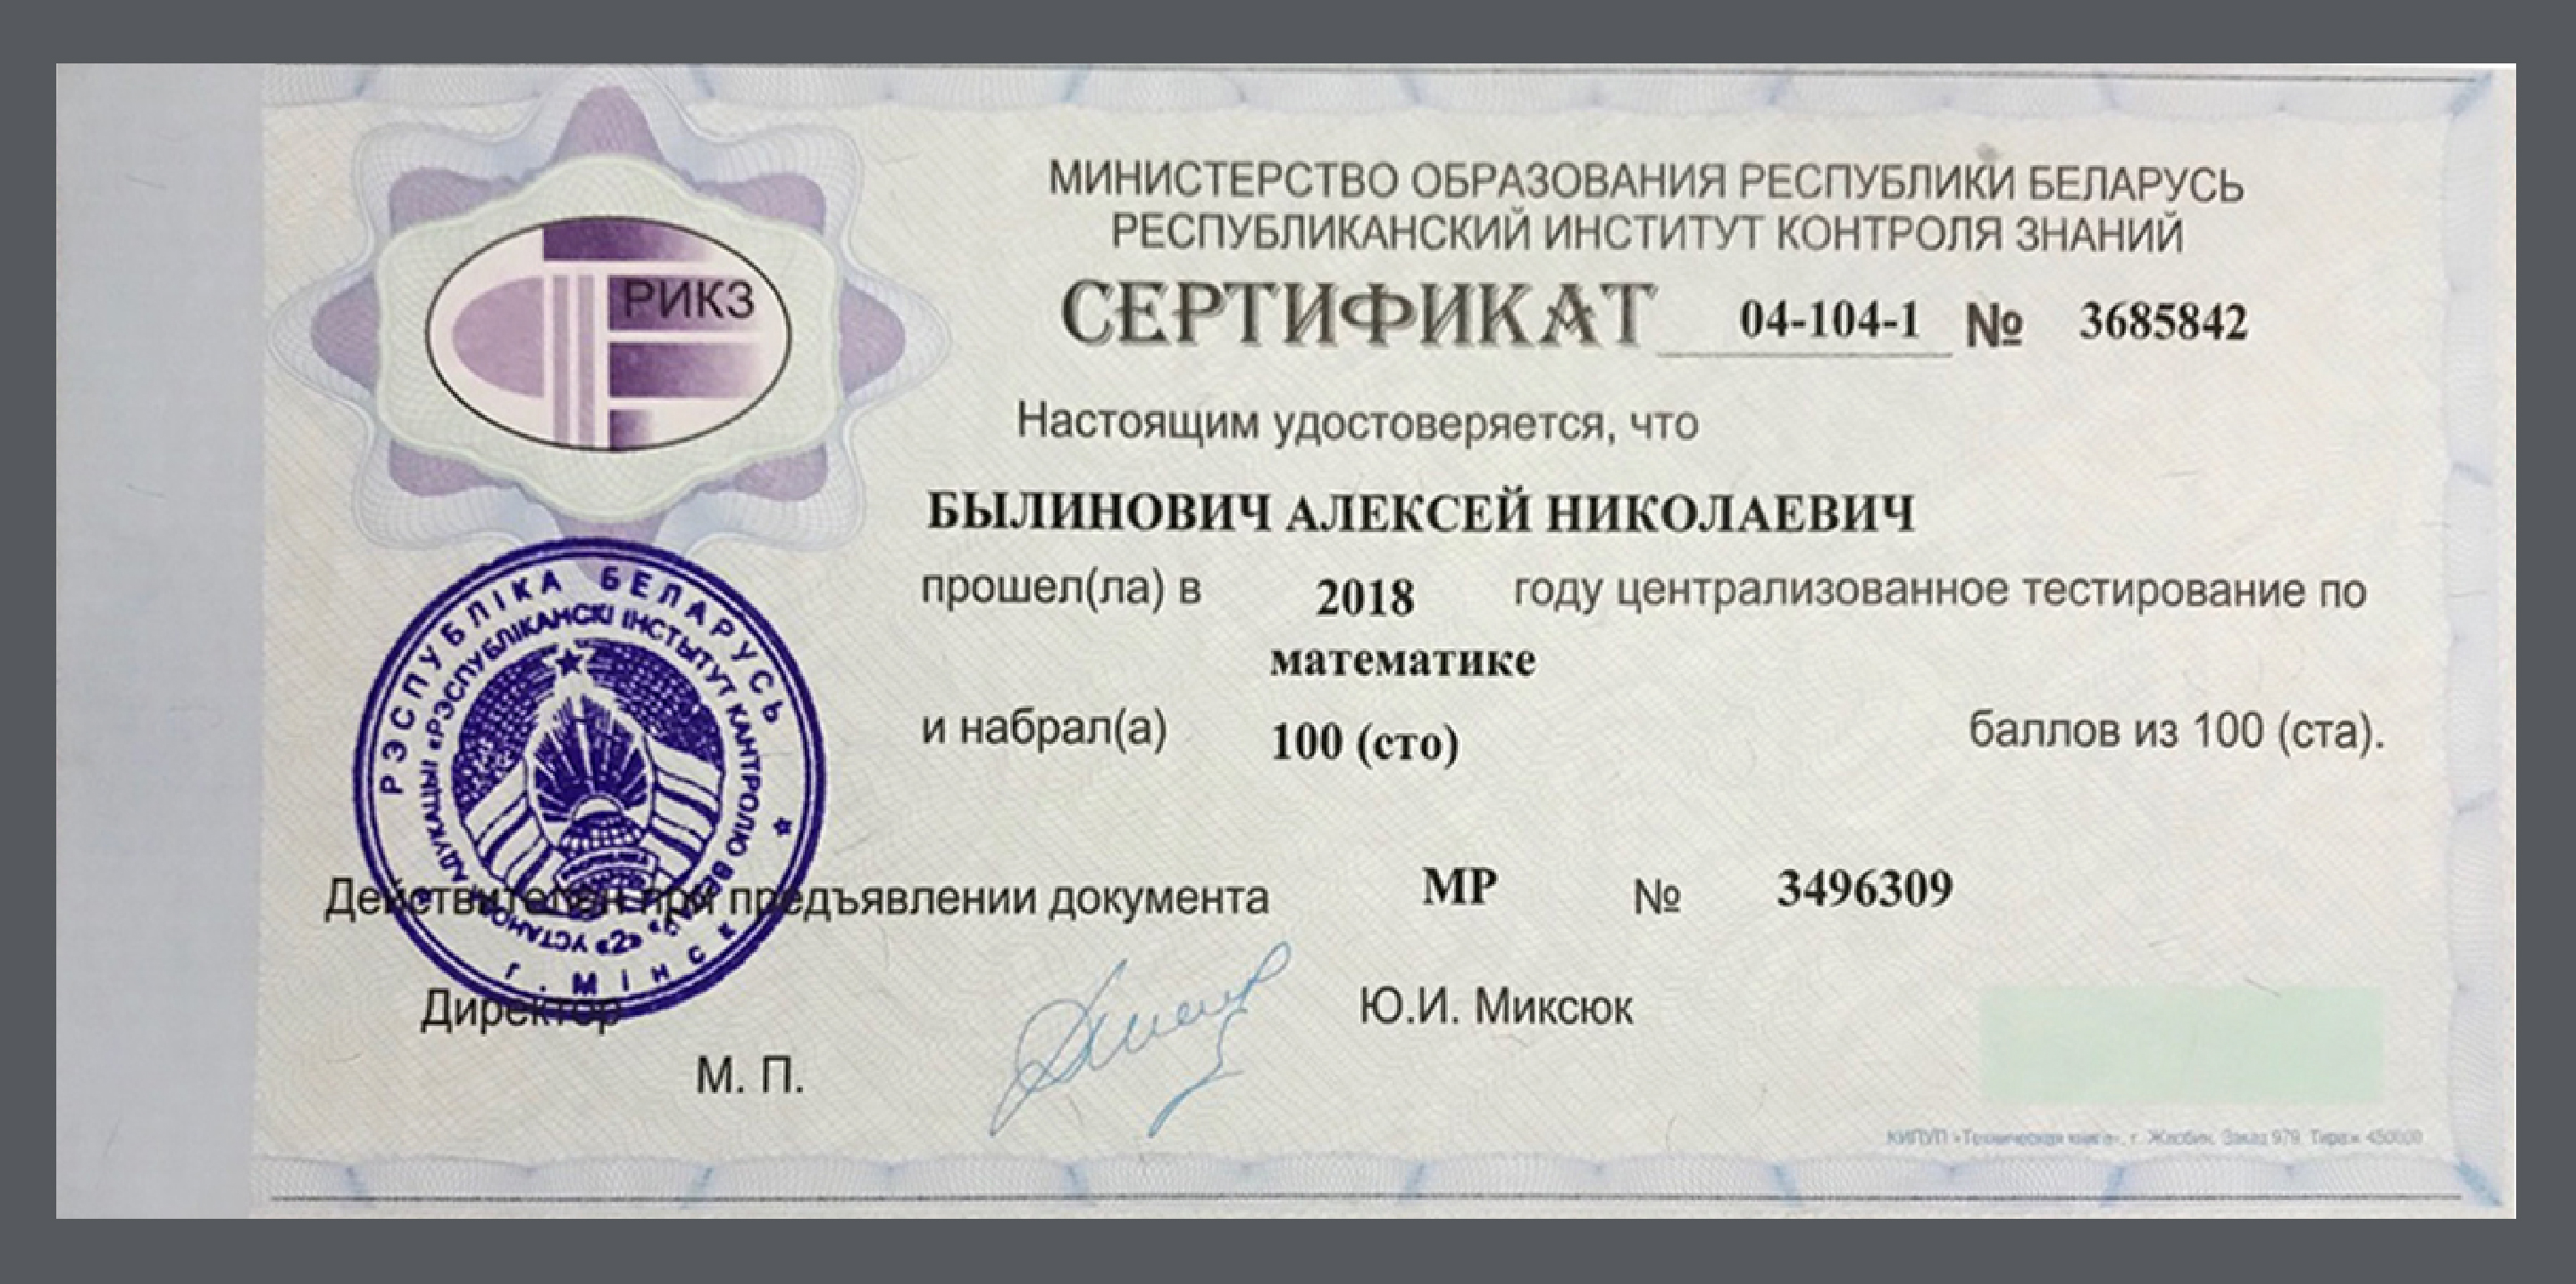 РИКЗ
МИНИСТЕРСТВО ОБРАЗОВАНИЯ РЕСПУБЛИКИ БЕЛАРУСЬ
РЕСПУБЛИКАНСКИЙ ИНСТИТУТ КОНТРОЛЯ ЗНАНИЙ
СЕРТИФИКАТ 04-104-1 № 3685842
Настоящим удостоверяется, что
БЫЛИНОВИЧ АЛЕКСЕЙ НИКОЛАЕВИЧ
прошел(ла) в 2018 году централизованное тестирование по
математике
и набрал(а) 100 (сто) баллов из 100 (ста).
РЭСПУБЛІКА БЕЛАРУСЬ
УСТАНОВА АДУКАЦЫІ «РЭСПУБЛІКАНСКІ ІНСТЫТУТ КАНТРОЛЮ ВЕДАЎ» «2»
г. Мінск
Действителен при предъявлении документа МР № 3496309
Директор Ю.И. Миксюк
М. П.
КИПУП «Техническая книга», г. Жлобин. Заказ 979. Тираж 450000